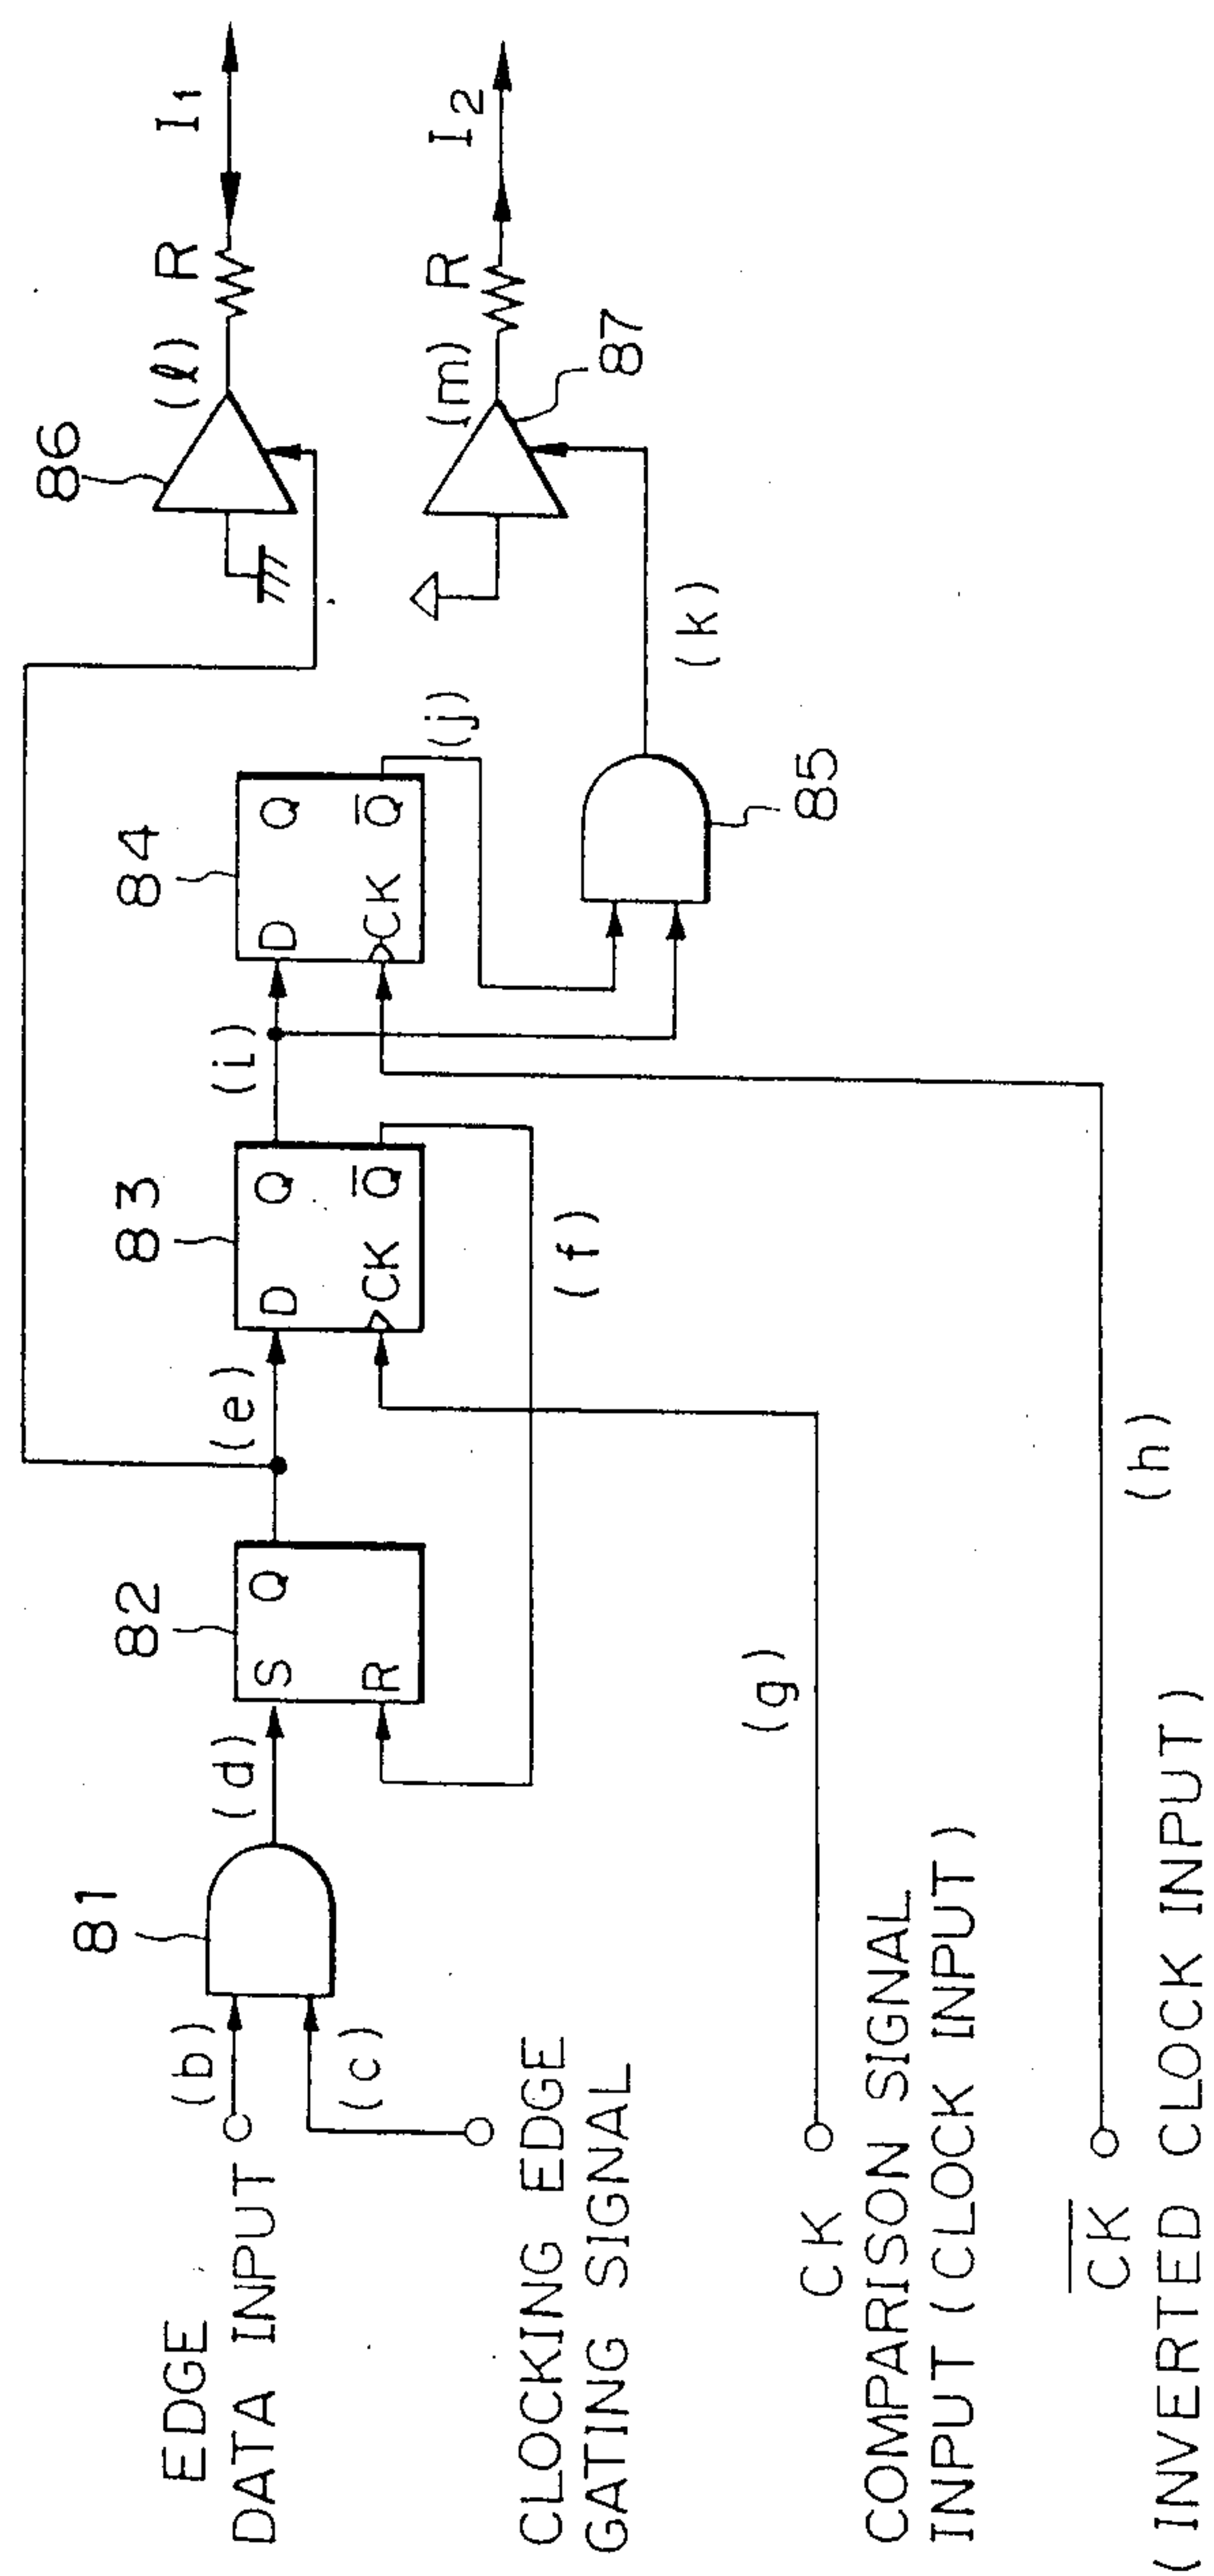 EDGE
DATA INPUT
(b)
(c)
CLOCKING EDGE
GATING SIGNAL
81
(d)
82
S
Q
R
(e)
83
D
Q
CK
Q̅
(f)
(i)
84
D
Q
CK
Q̅
(j)
85
(k)
86
(ℓ)
R
I₁
87
(m)
R
I₂
(g)
CK
COMPARISON SIGNAL
INPUT (CLOCK INPUT)
(h)
C̅K̅
(INVERTED CLOCK INPUT)